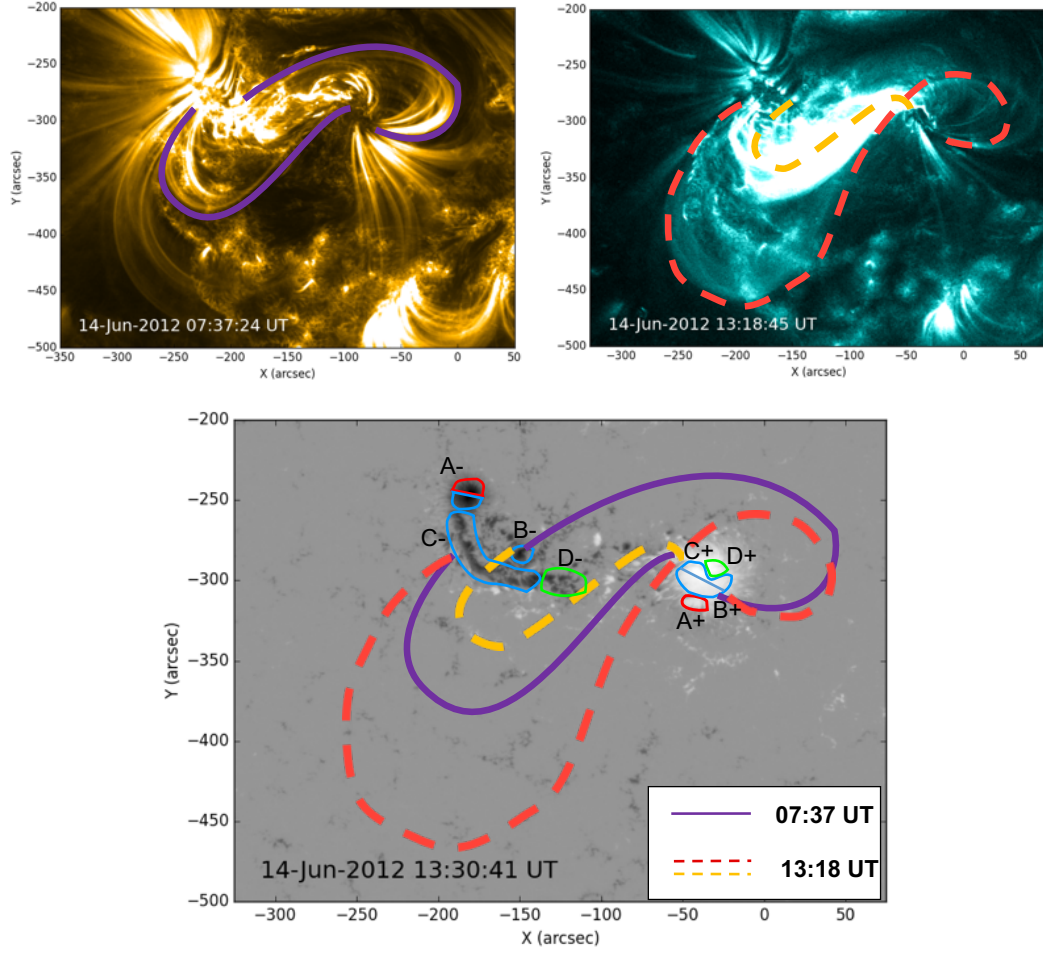 −200
−250
−300
−350
−400
−450
−500
Y (arcsec)
−350 −300 −250 −200 −150 −100 −50 0 50
X (arcsec)
14-Jun-2012 07:37:24 UT
−200
−250
−300
−350
−400
−450
−500
Y (arcsec)
−300 −250 −200 −150 −100 −50 0 50
X (arcsec)
14-Jun-2012 13:18:45 UT
−200
−250
−300
−350
−400
−450
−500
Y (arcsec)
A-
C-
B-
D-
C+
D+
A+
B+
07:37 UT
13:18 UT
14-Jun-2012 13:30:41 UT
−300 −250 −200 −150 −100 −50 0 50
X (arcsec)